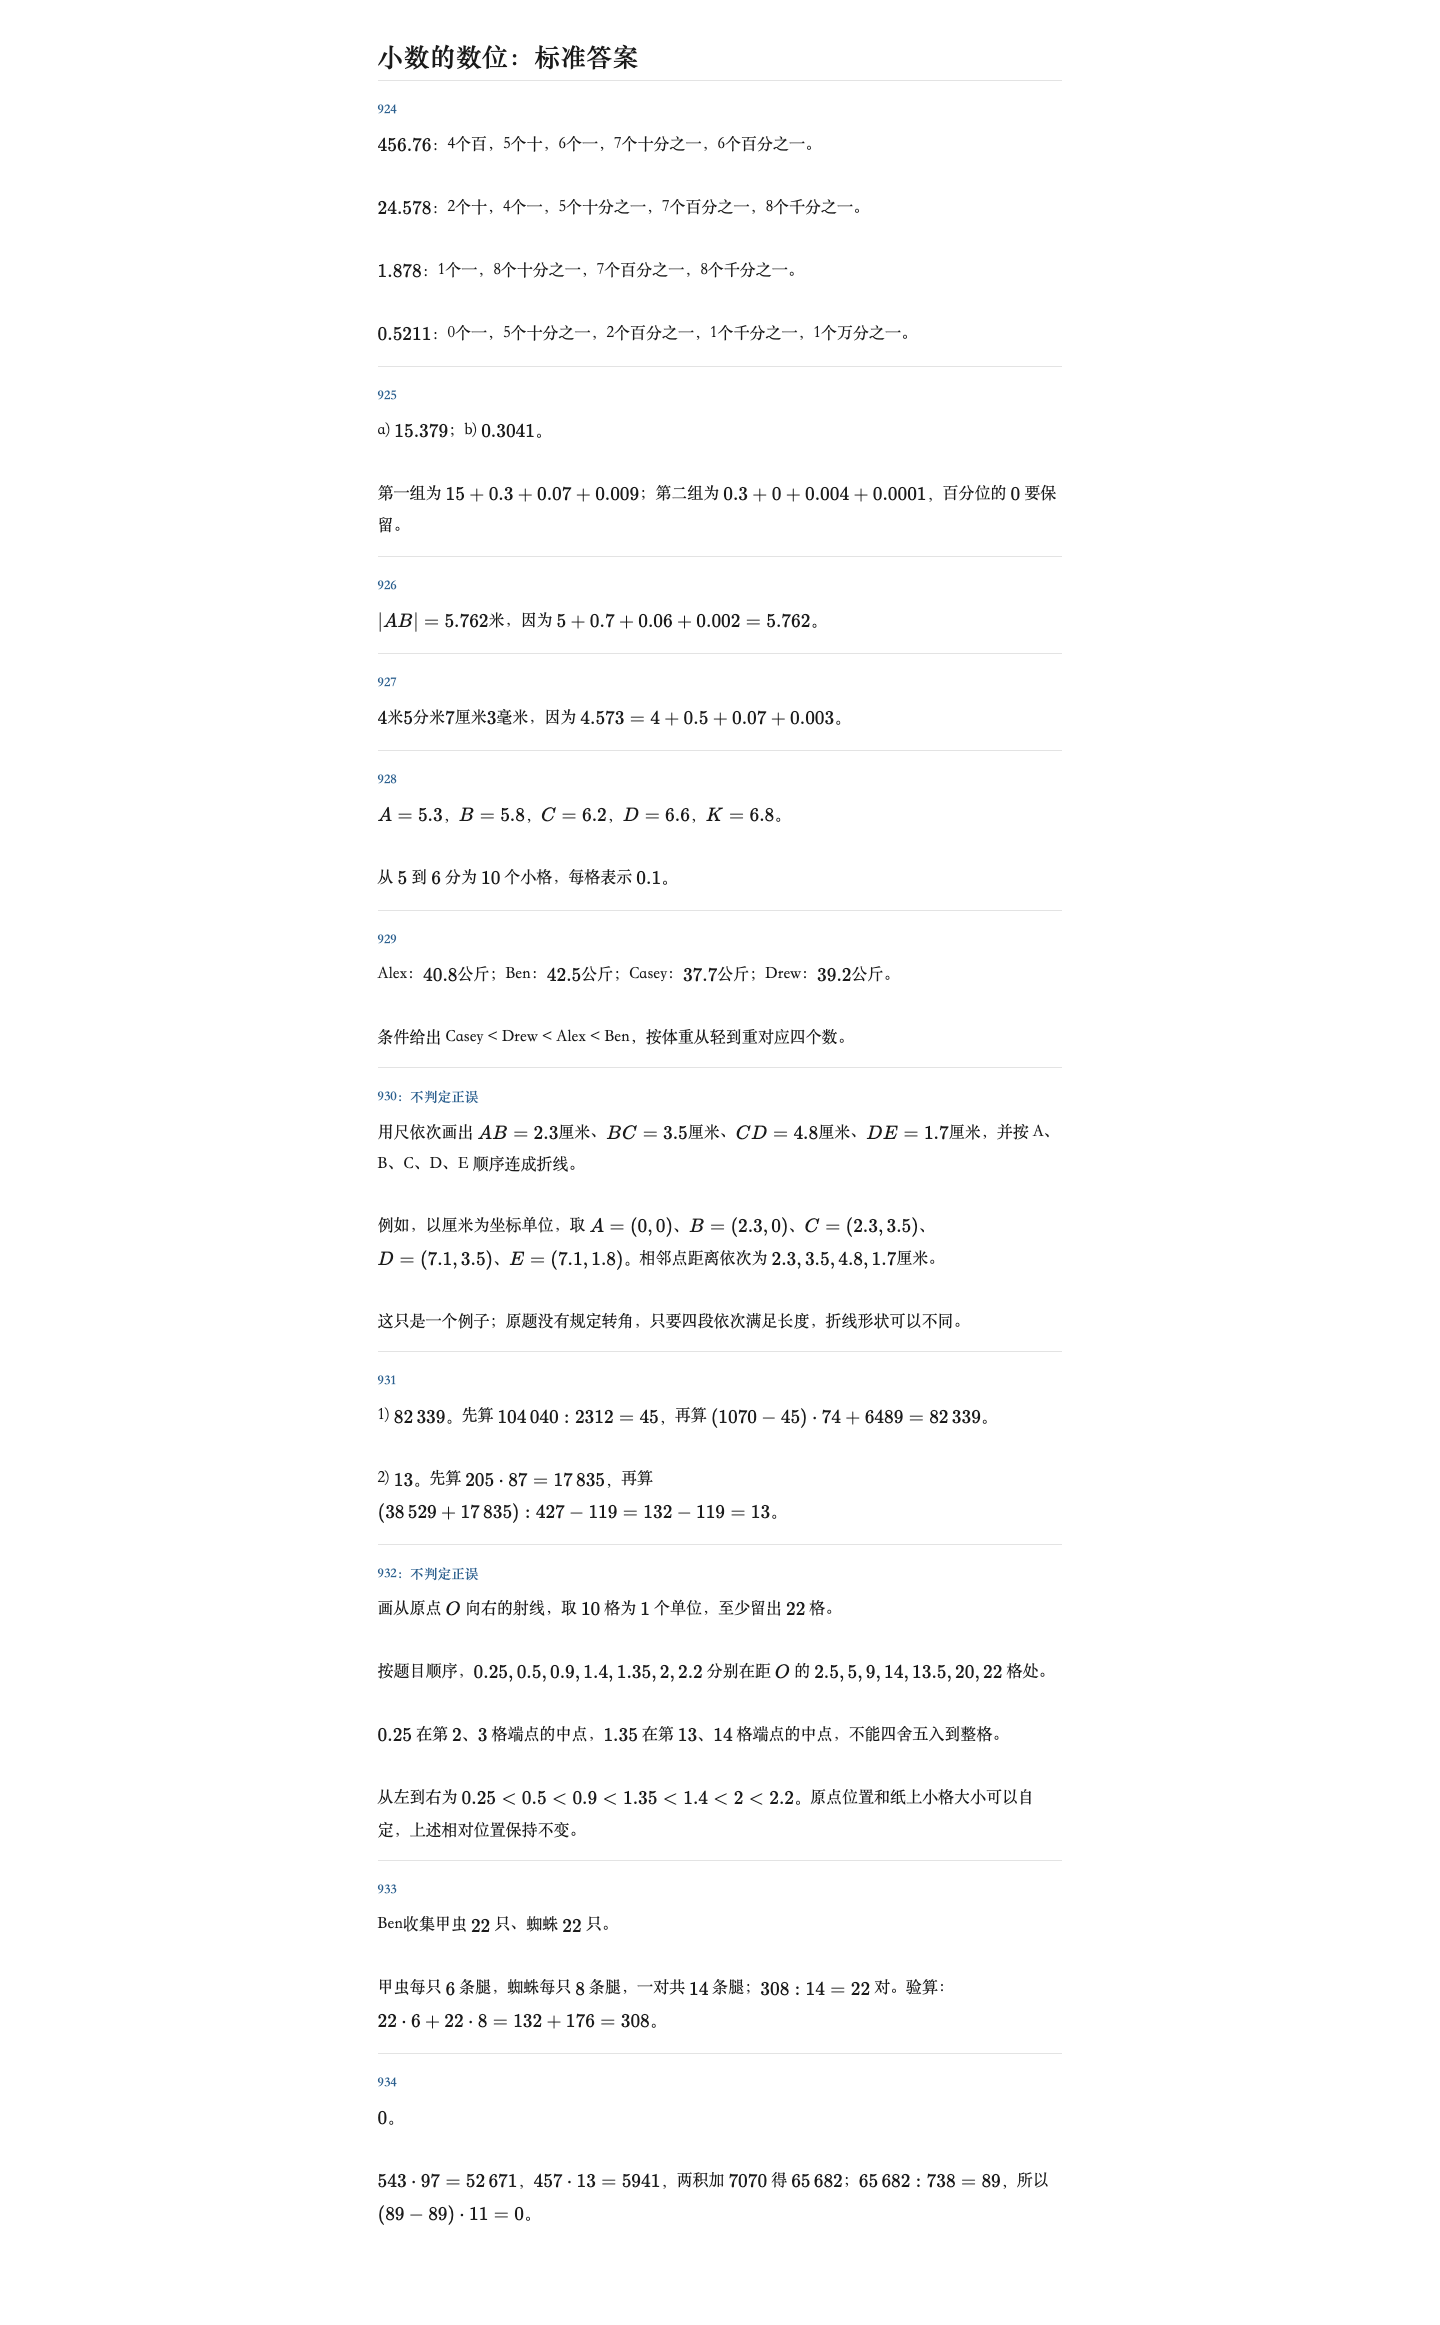 小数的数位：标准答案
924
456.76：4个百，5个十，6个一，7个十分之一，6个百分之一。
24.578：2个十，4个一，5个十分之一，7个百分之一，8个千分之一。
1.878：1个一，8个十分之一，7个百分之一，8个千分之一。
0.5211：0个一，5个十分之一，2个百分之一，1个千分之一，1个万分之一。
925
a) 15.379；b) 0.3041。
第一组为 15 + 0.3 + 0.07 + 0.009；第二组为 0.3 + 0 + 0.004 + 0.0001，百分位的 0 要保
留。
926
|AB| = 5.762米，因为 5 + 0.7 + 0.06 + 0.002 = 5.762。
927
4米5分米7厘米3毫米，因为 4.573 = 4 + 0.5 + 0.07 + 0.003。
928
A = 5.3，B = 5.8，C = 6.2，D = 6.6，K = 6.8。
从 5 到 6 分为 10 个小格，每格表示 0.1。
929
Alex：40.8公斤；Ben：42.5公斤；Casey：37.7公斤；Drew：39.2公斤。
条件给出 Casey < Drew < Alex < Ben，按体重从轻到重对应四个数。
930：不判定正误
用尺依次画出 AB = 2.3厘米、BC = 3.5厘米、CD = 4.8厘米、DE = 1.7厘米，并按 A、
B、C、D、E 顺序连成折线。
例如，以厘米为坐标单位，取 A = (0, 0)、B = (2.3, 0)、C = (2.3, 3.5)、
D = (7.1, 3.5)、E = (7.1, 1.8)。相邻点距离依次为 2.3, 3.5, 4.8, 1.7厘米。
这只是一个例子；原题没有规定转角，只要四段依次满足长度，折线形状可以不同。
931
1) 82 339。先算 104 040 : 2312 = 45，再算 (1070 − 45) · 74 + 6489 = 82 339。
2) 13。先算 205 · 87 = 17 835，再算
(38 529 + 17 835) : 427 − 119 = 132 − 119 = 13。
932：不判定正误
画从原点 O 向右的射线，取 10 格为 1 个单位，至少留出 22 格。
按题目顺序，0.25, 0.5, 0.9, 1.4, 1.35, 2, 2.2 分别在距 O 的 2.5, 5, 9, 14, 13.5, 20, 22 格处。
0.25 在第 2、3 格端点的中点，1.35 在第 13、14 格端点的中点，不能四舍五入到整格。
从左到右为 0.25 < 0.5 < 0.9 < 1.35 < 1.4 < 2 < 2.2。原点位置和纸上小格大小可以自
定，上述相对位置保持不变。
933
Ben收集甲虫 22 只、蜘蛛 22 只。
甲虫每只 6 条腿，蜘蛛每只 8 条腿，一对共 14 条腿；308 : 14 = 22 对。验算：
22 · 6 + 22 · 8 = 132 + 176 = 308。
934
0。
543 · 97 = 52 671，457 · 13 = 5941，两积加 7070 得 65 682；65 682 : 738 = 89，所以
(89 − 89) · 11 = 0。